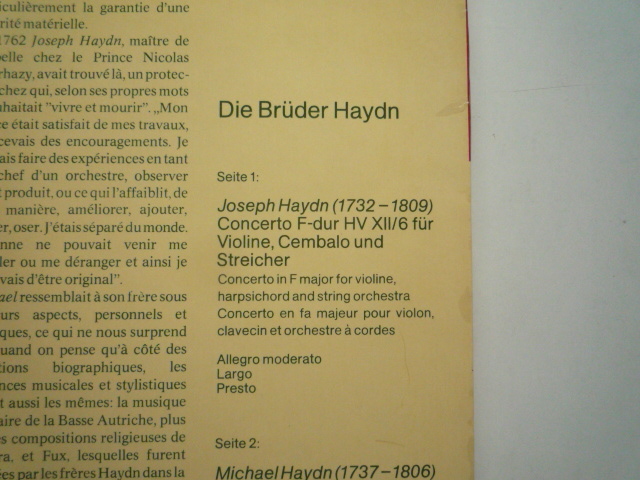 iculièrement la garantie d'une
rité matérielle.
1762 Joseph Haydn, maître de
elle chez le Prince Nicolas
rhazy, avait trouvé là, un protec-
chez qui, selon ses propres mots
uhaitait "vivre et mourir". „Mon
e était satisfait de mes travaux,
cevais des encouragements. Je
ais faire des expériences en tant
chef d'un orchestre, observer
t produit, ou ce qui l'affaiblit, de
manière, améliorer, ajouter,
er, oser. J'étais séparé du monde.
nne ne pouvait venir me
ler ou me déranger et ainsi je
vais d'être original".
ael ressemblait à son frère sous
urs aspects, personnels et
ques, ce qui ne nous surprend
uand on pense qu'à côté des
tions biographiques, les
nces musicales et stylistiques
t aussi les mêmes: la musique
aire de la Basse Autriche, plus
es compositions religieuses de
ra, et Fux, lesquelles furent
ées par les frères Haydn dans la
Die Brüder Haydn
Seite 1:
Joseph Haydn (1732 – 1809)
Concerto F-dur HV XII/6 für
Violine, Cembalo und
Streicher
Concerto in F major for violine,
harpsichord and string orchestra
Concerto en fa majeur pour violon,
clavecin et orchestre à cordes
Allegro moderato
Largo
Presto
Seite 2:
Michael Haydn (1737 – 1806)